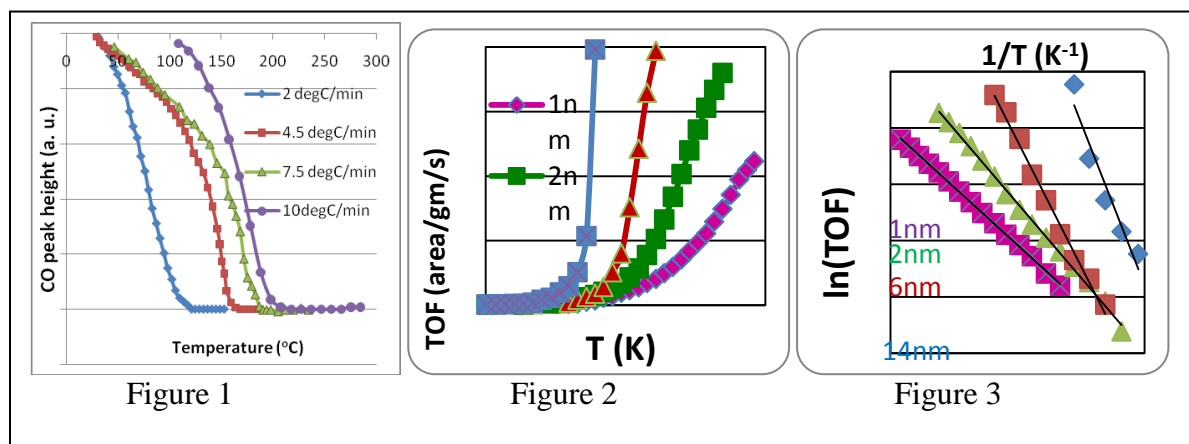 0 50 100 150 200 250 300
CO peak height (a. u.)
2 degC/min
4.5 degC/min
7.5 degC/min
10degC/min
Temperature (°C)
Figure 1
TOF (area/gm/s)
1n
m
2n
m
T (K)
Figure 2
1/T (K-1)
ln(TOF)
1nm
2nm
6nm
14nm
Figure 3